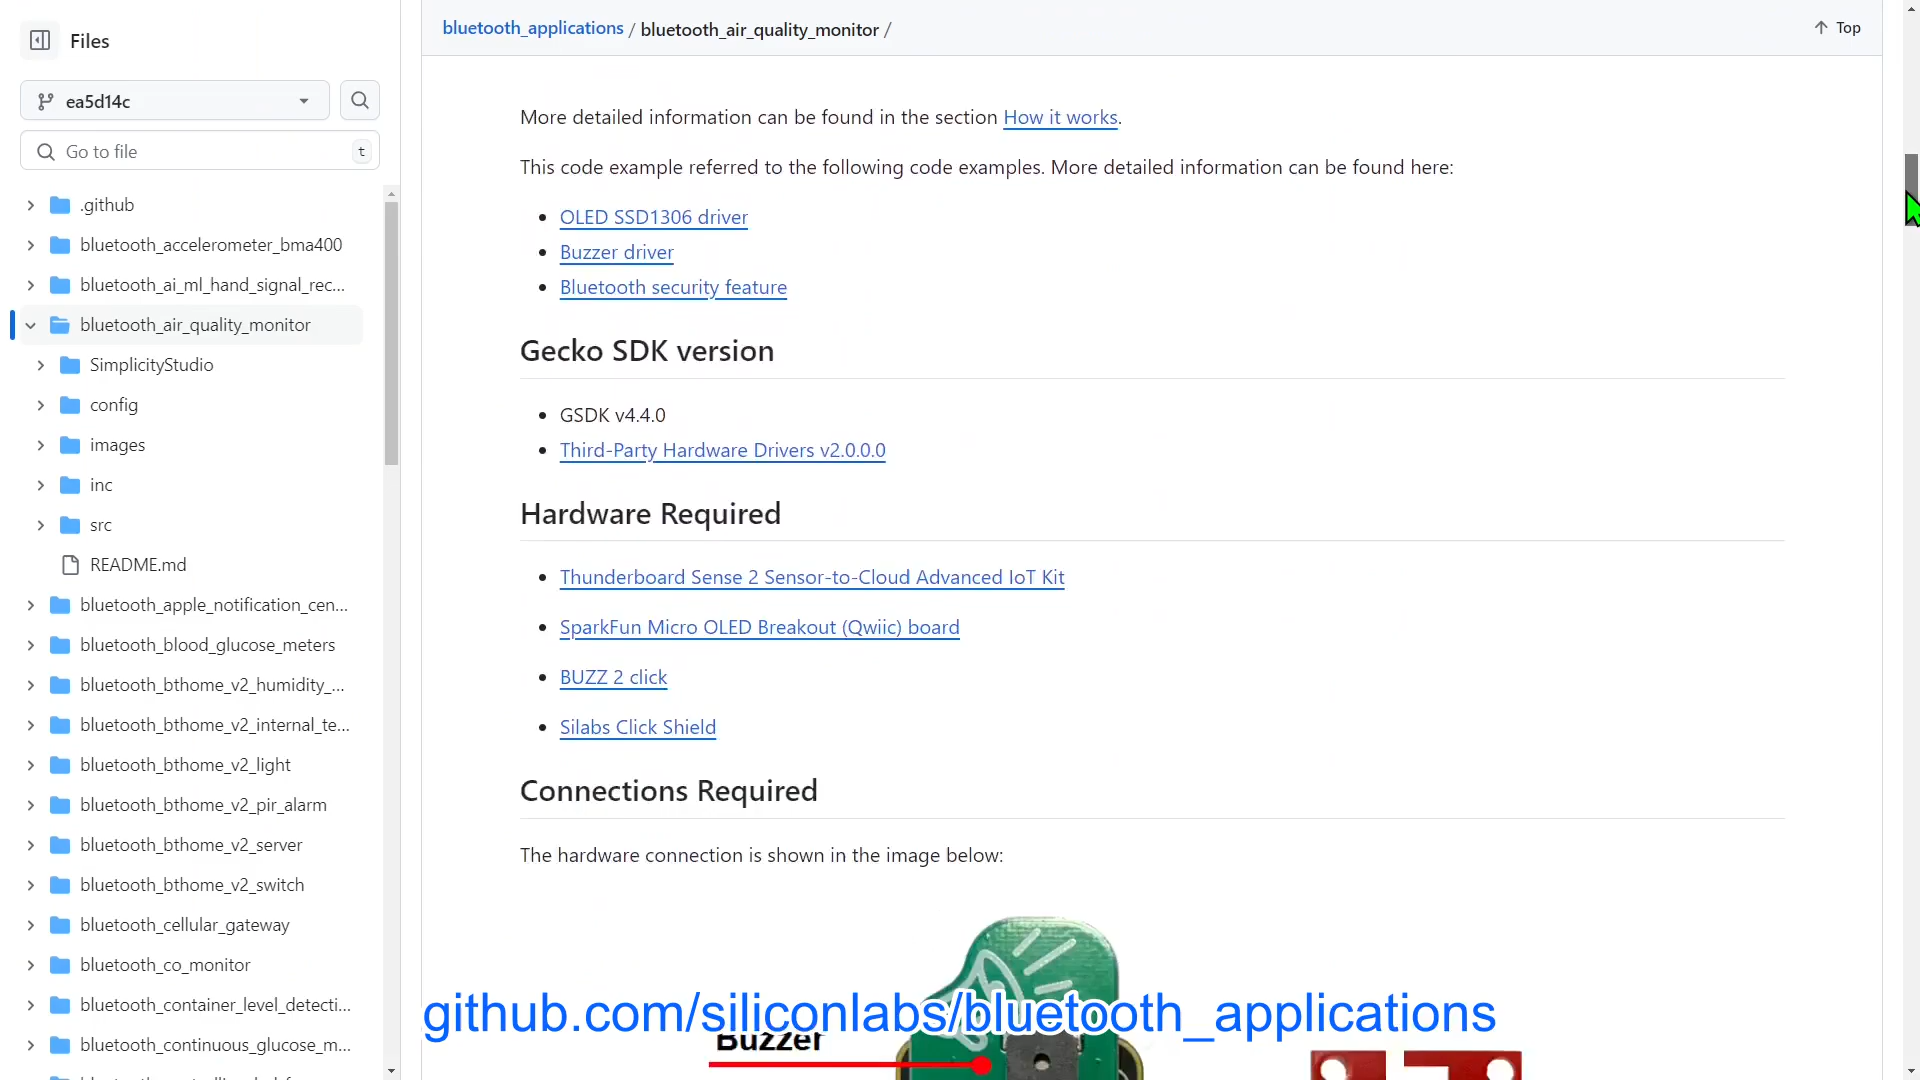 Files
ea5d14c
Go to file
t
.github
bluetooth_accelerometer_bma400
bluetooth_ai_ml_hand_signal_rec...
bluetooth_air_quality_monitor
SimplicityStudio
config
images
inc
src
README.md
bluetooth_apple_notification_cen...
bluetooth_blood_glucose_meters
bluetooth_bthome_v2_humidity_...
bluetooth_bthome_v2_internal_te...
bluetooth_bthome_v2_light
bluetooth_bthome_v2_pir_alarm
bluetooth_bthome_v2_server
bluetooth_bthome_v2_switch
bluetooth_cellular_gateway
bluetooth_co_monitor
bluetooth_container_level_detecti...
bluetooth_continuous_glucose_m...
bluetooth_applications / bluetooth_air_quality_monitor /
Top
More detailed information can be found in the section How it works.
This code example referred to the following code examples. More detailed information can be found here:
OLED SSD1306 driver
Buzzer driver
Bluetooth security feature
Gecko SDK version
GSDK v4.4.0
Third-Party Hardware Drivers v2.0.0.0
Hardware Required
Thunderboard Sense 2 Sensor-to-Cloud Advanced IoT Kit
SparkFun Micro OLED Breakout (Qwiic) board
BUZZ 2 click
Silabs Click Shield
Connections Required
The hardware connection is shown in the image below:
github.com/siliconlabs/bluetooth_applications
Buzzer